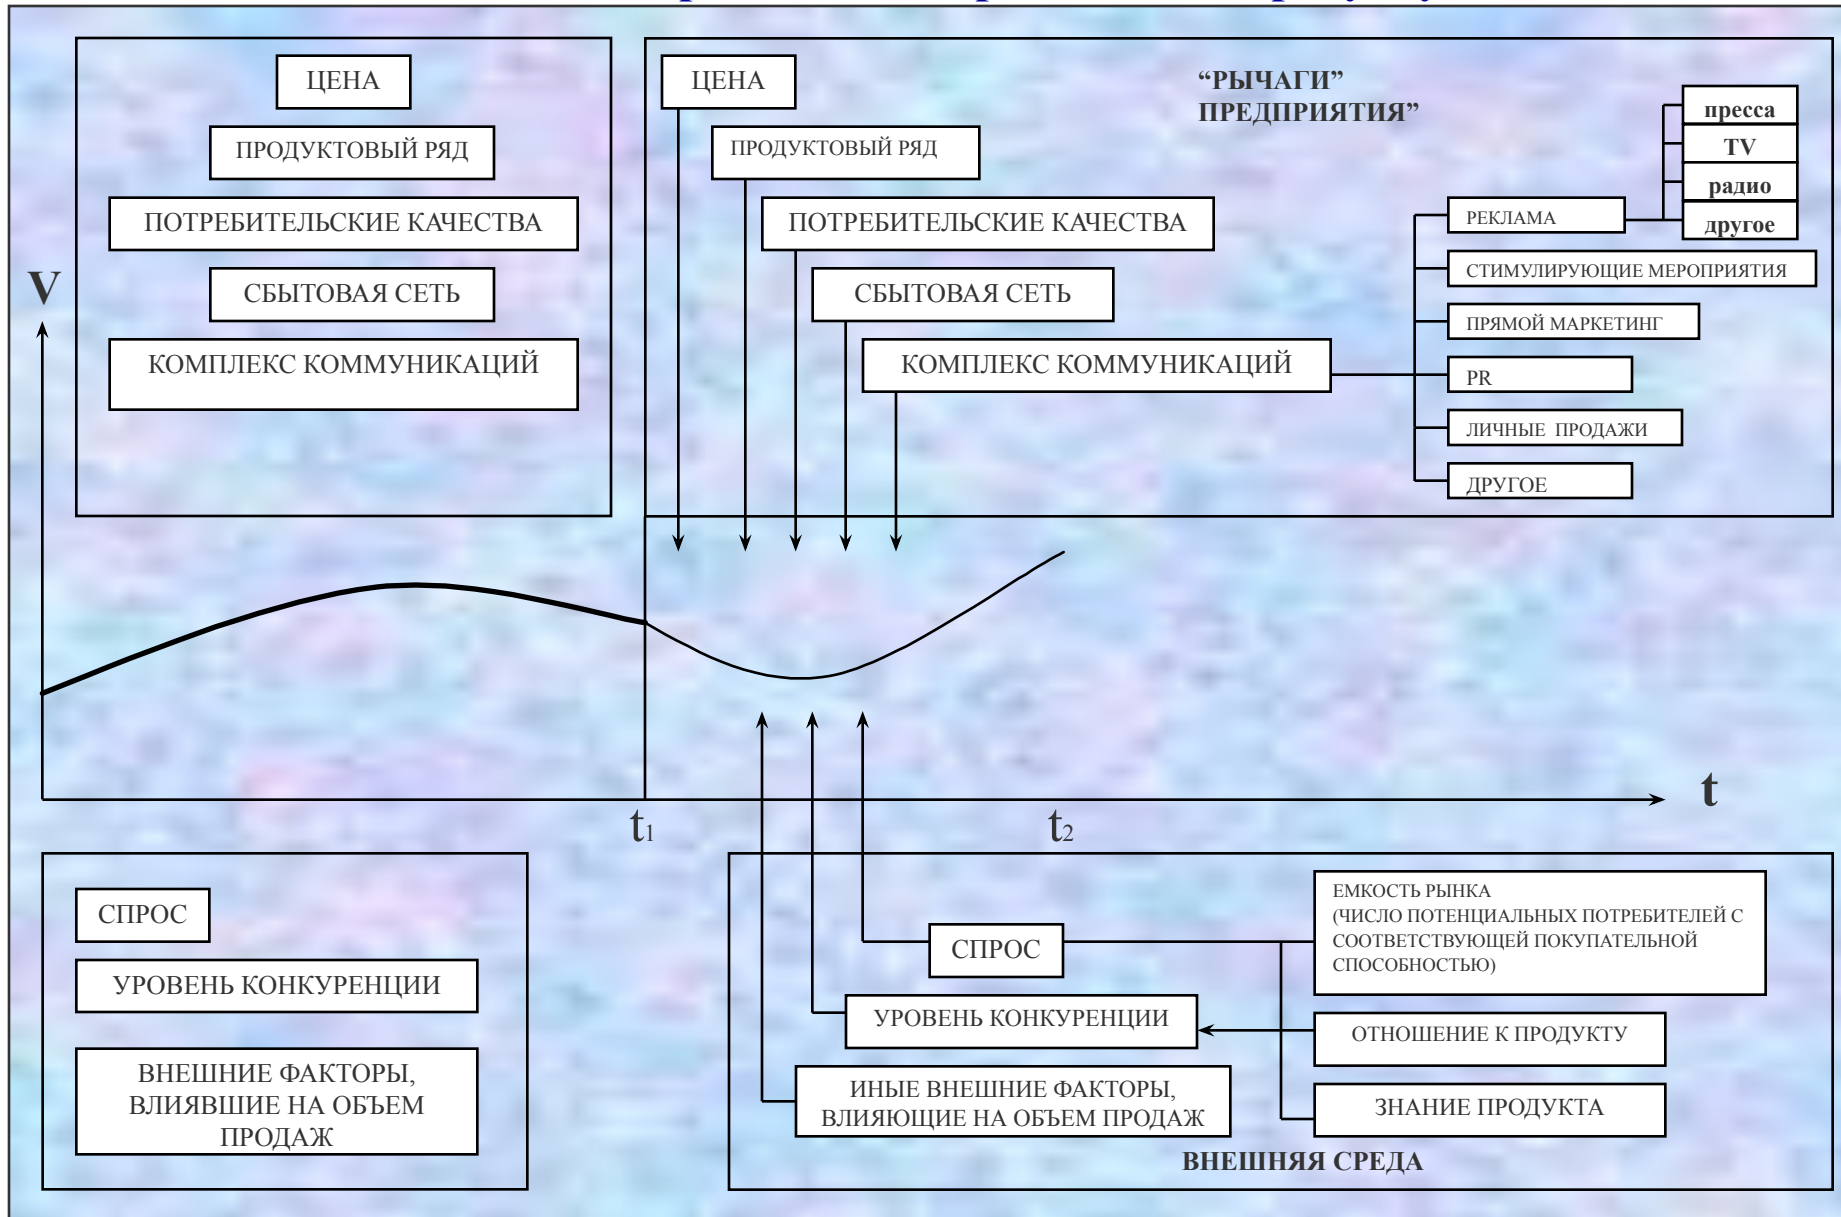 ЦЕНА
ПРОДУКТОВЫЙ РЯД
ПОТРЕБИТЕЛЬСКИЕ КАЧЕСТВА
СБЫТОВАЯ СЕТЬ
КОМПЛЕКС КОММУНИКАЦИЙ
V
ЦЕНА
“РЫЧАГИ”
ПРЕДПРИЯТИЯ”
ПРОДУКТОВЫЙ РЯД
ПОТРЕБИТЕЛЬСКИЕ КАЧЕСТВА
СБЫТОВАЯ СЕТЬ
КОМПЛЕКС КОММУНИКАЦИЙ
пресса
TV
радио
другое
РЕКЛАМА
СТИМУЛИРУЮЩИЕ МЕРОПРИЯТИЯ
ПРЯМОЙ МАРКЕТИНГ
PR
ЛИЧНЫЕ ПРОДАЖИ
ДРУГОЕ
t1
t2
t
СПРОС
УРОВЕНЬ КОНКУРЕНЦИИ
ВНЕШНИЕ ФАКТОРЫ,
ВЛИЯВШИЕ НА ОБЪЕМ
ПРОДАЖ
СПРОС
УРОВЕНЬ КОНКУРЕНЦИИ
ИНЫЕ ВНЕШНИЕ ФАКТОРЫ,
ВЛИЯЮЩИЕ НА ОБЪЕМ ПРОДАЖ
ЕМКОСТЬ РЫНКА
(ЧИСЛО ПОТЕНЦИАЛЬНЫХ ПОТРЕБИТЕЛЕЙ С
СООТВЕТСТВУЮЩЕЙ ПОКУПАТЕЛЬНОЙ
СПОСОБНОСТЬЮ)
ОТНОШЕНИЕ К ПРОДУКТУ
ЗНАНИЕ ПРОДУКТА
ВНЕШНЯЯ СРЕДА